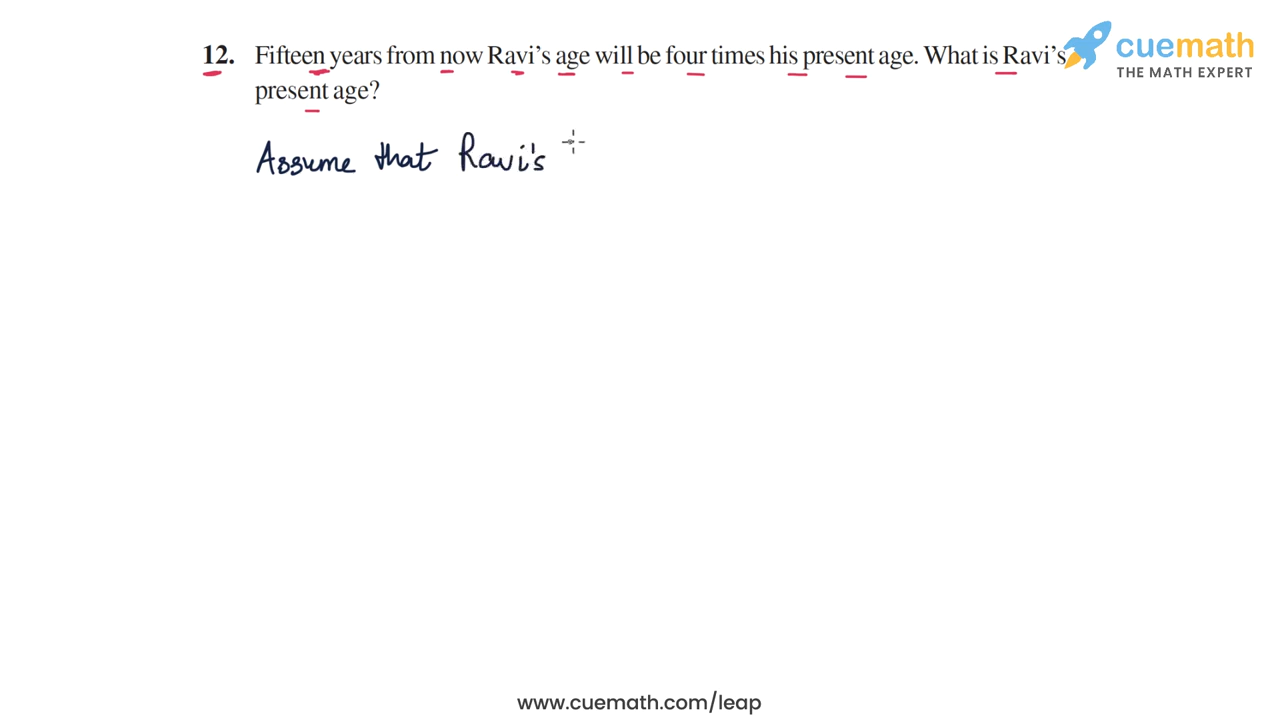 12. Fifteen years from now Ravi's age will be four times his present age. What is Ravi's
present age?
cuemath
THE MATH EXPERT
Assume that Ravi's
www.cuemath.com/leap